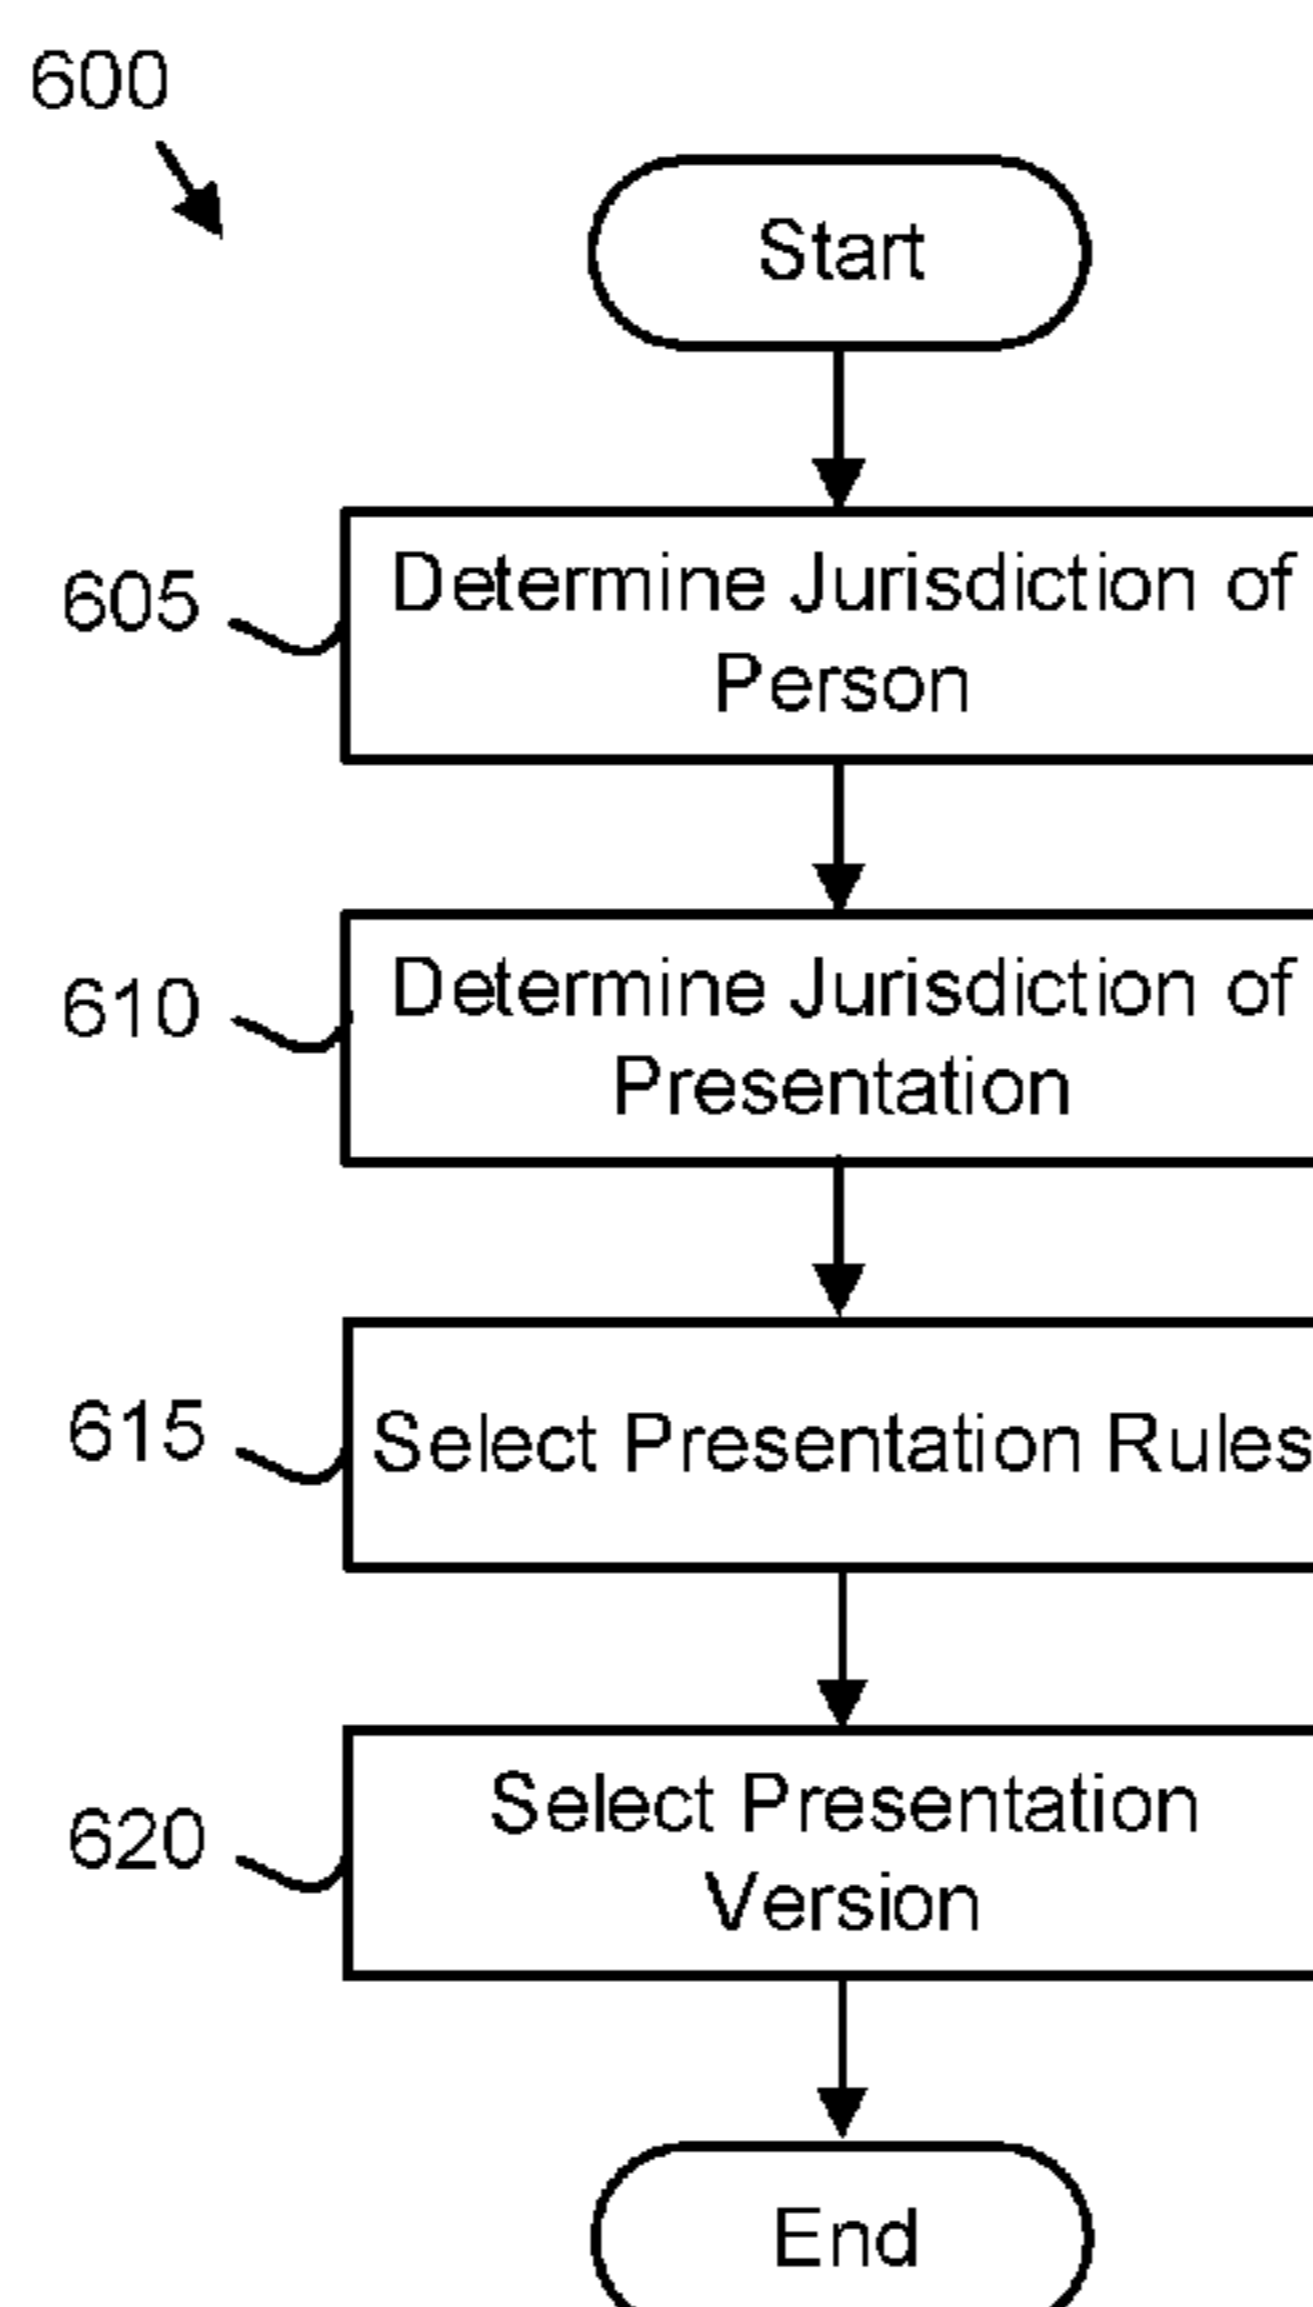 600
Start
605
Determine Jurisdiction of
Person
610
Determine Jurisdiction of
Presentation
615
Select Presentation Rules
620
Select Presentation
Version
End